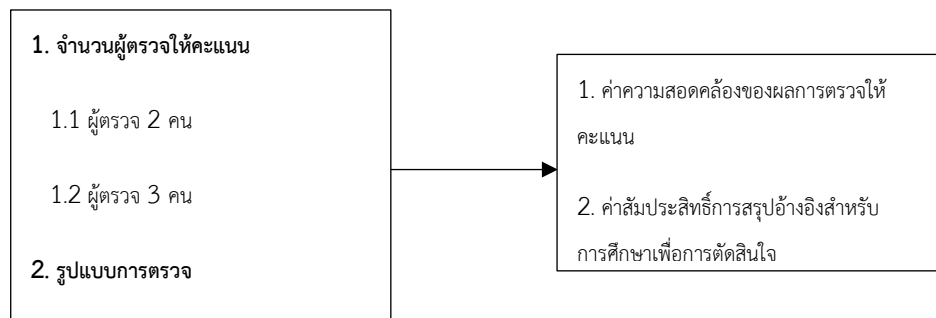 1. จำนวนผู้ตรวจให้คะแนน
1.1 ผู้ตรวจ 2 คน
1.2 ผู้ตรวจ 3 คน
2. รูปแบบการตรวจ
1. ค่าความสอดคล้องของผลการตรวจให้
คะแนน
2. ค่าสัมประสิทธิ์การสรุปอ้างอิงสำหรับ
การศึกษาเพื่อการตัดสินใจ